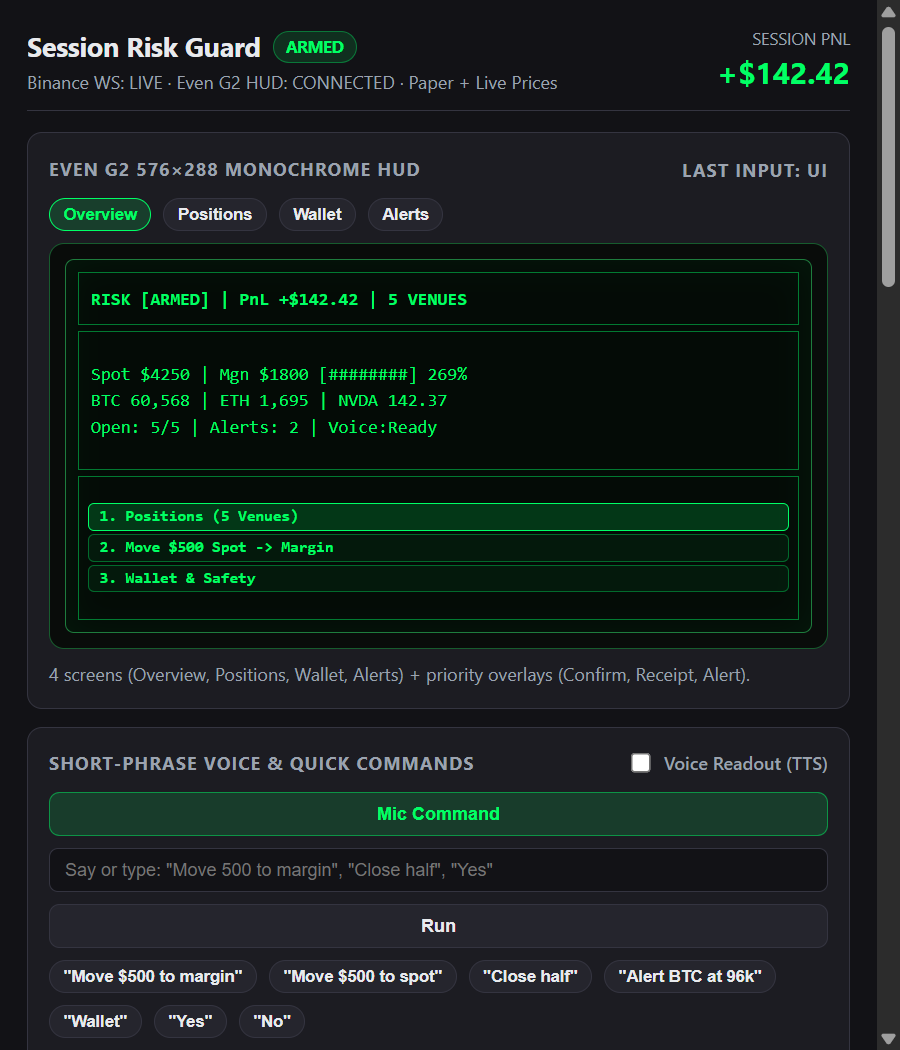 Session Risk Guard ARMED
SESSION PNL
+$142.42
Binance WS: LIVE · Even G2 HUD: CONNECTED · Paper + Live Prices
EVEN G2 576×288 MONOCHROME HUD
LAST INPUT: UI
Overview Positions Wallet Alerts
RISK [ARMED] | PnL +$142.42 | 5 VENUES
Spot $4250 | Mgn $1800 [########] 269%
BTC 60,568 | ETH 1,695 | NVDA 142.37
Open: 5/5 | Alerts: 2 | Voice:Ready
1. Positions (5 Venues)
2. Move $500 Spot -> Margin
3. Wallet & Safety
4 screens (Overview, Positions, Wallet, Alerts) + priority overlays (Confirm, Receipt, Alert).
SHORT-PHRASE VOICE & QUICK COMMANDS
Voice Readout (TTS)
Mic Command
Say or type: "Move 500 to margin", "Close half", "Yes"
Run
"Move $500 to margin" "Move $500 to spot" "Close half" "Alert BTC at 96k"
"Wallet" "Yes" "No"